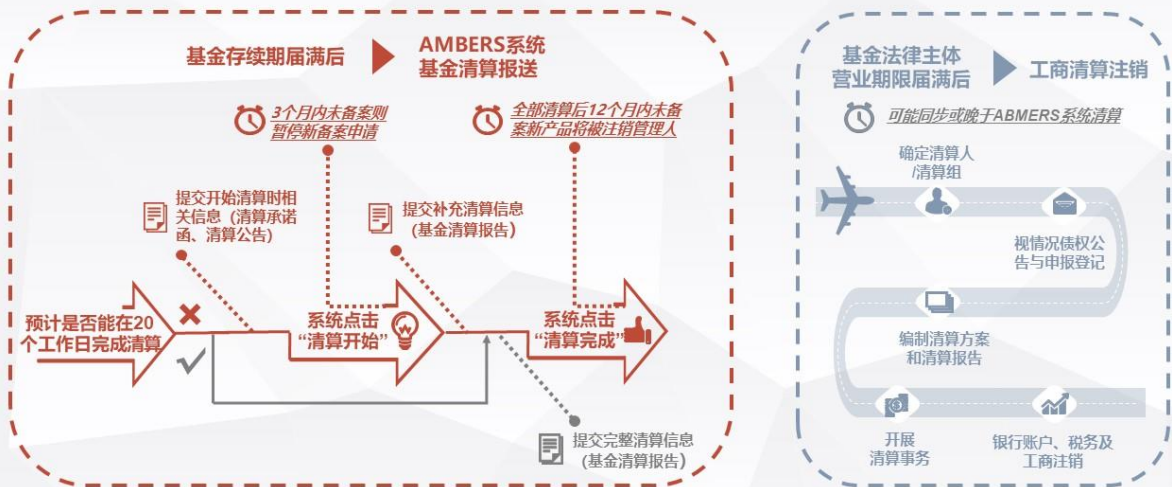 基金存续期届满后
AMBERS系统
基金清算报送
3个月内未备案则
暂停新备案申请
全部清算后12个月内未备
案新产品将被注销管理人
提交开始清算时相
关信息（清算承诺
函、清算公告）
提交补充清算信息
（基金清算报告）
预计是否能在20
个工作日完成清算
系统点击
“清算开始”
系统点击
“清算完成”
提交完整清算信息
（基金清算报告）
基金法律主体
营业期限届满后
工商清算注销
可能同步或晚于ABMERS系统清算
确定清算人
/清算组
视情况债权公
告与申报登记
编制清算方案
和清算报告
开展
清算事务
银行账户、税务及
工商注销